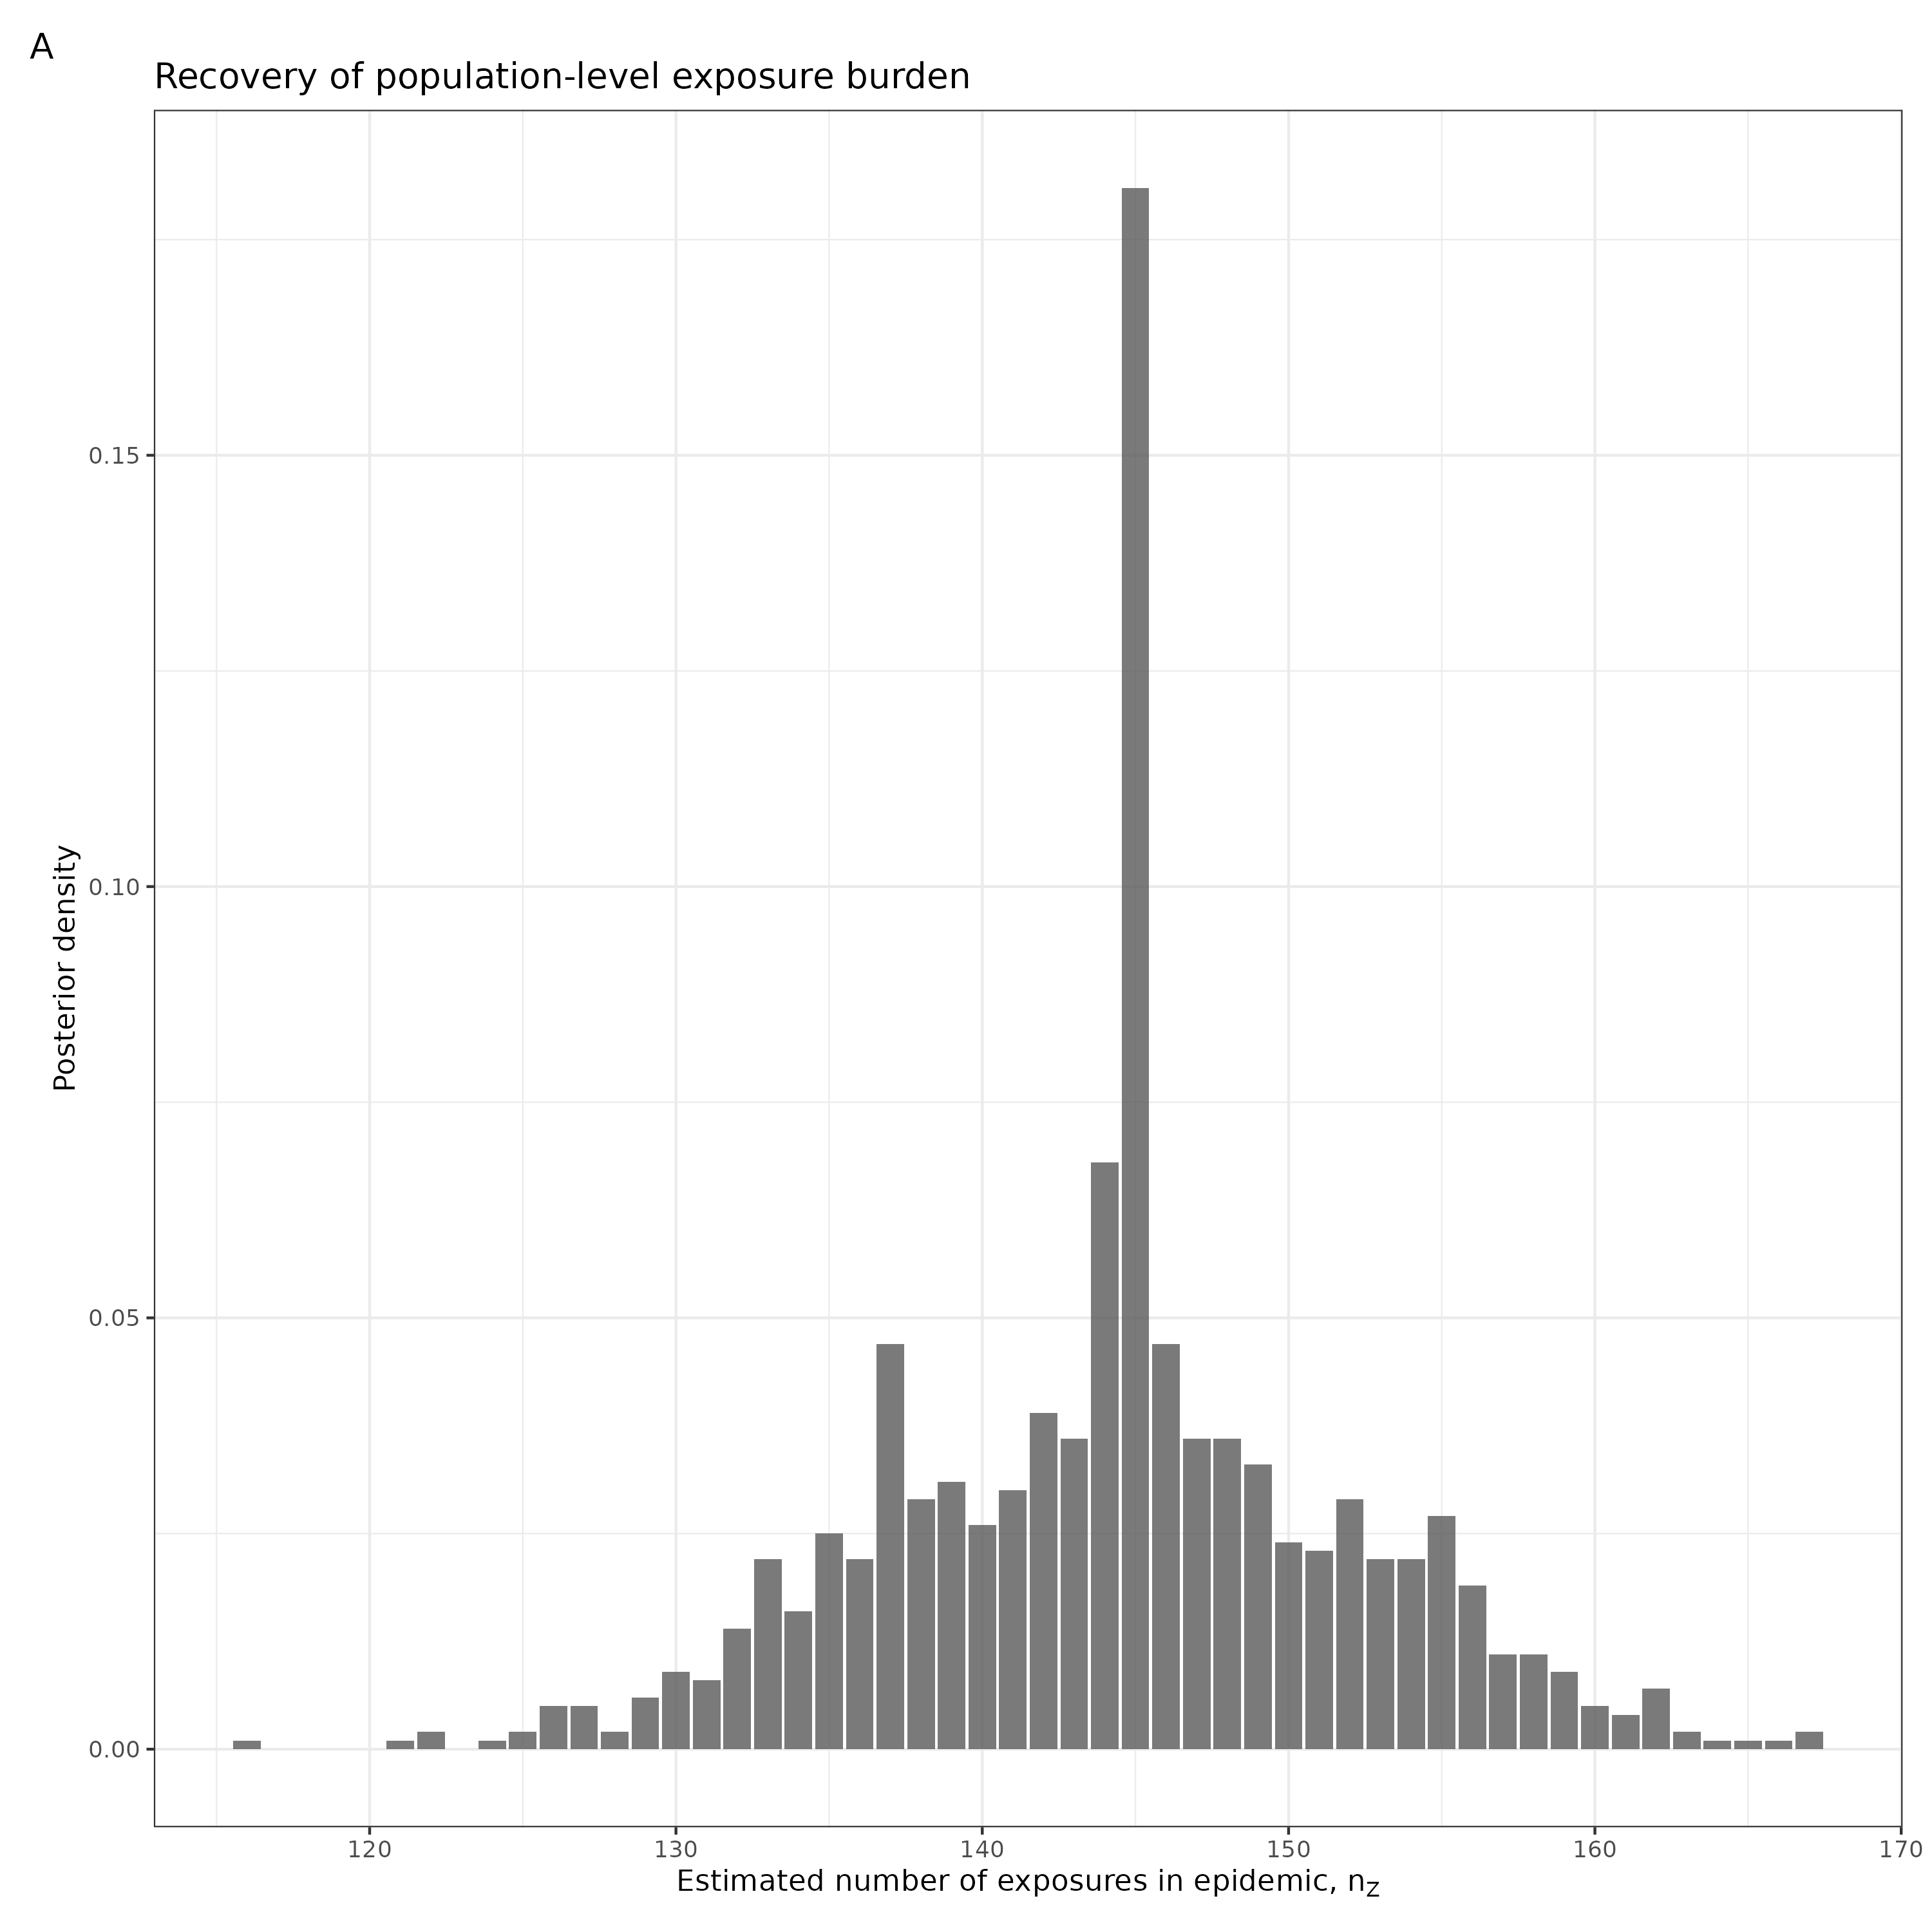 A
Recovery of population-level exposure burden
Posterior density
0.15
0.10
0.05
0.00
120 130 140 150 160 170
Estimated number of exposures in epidemic, nZ